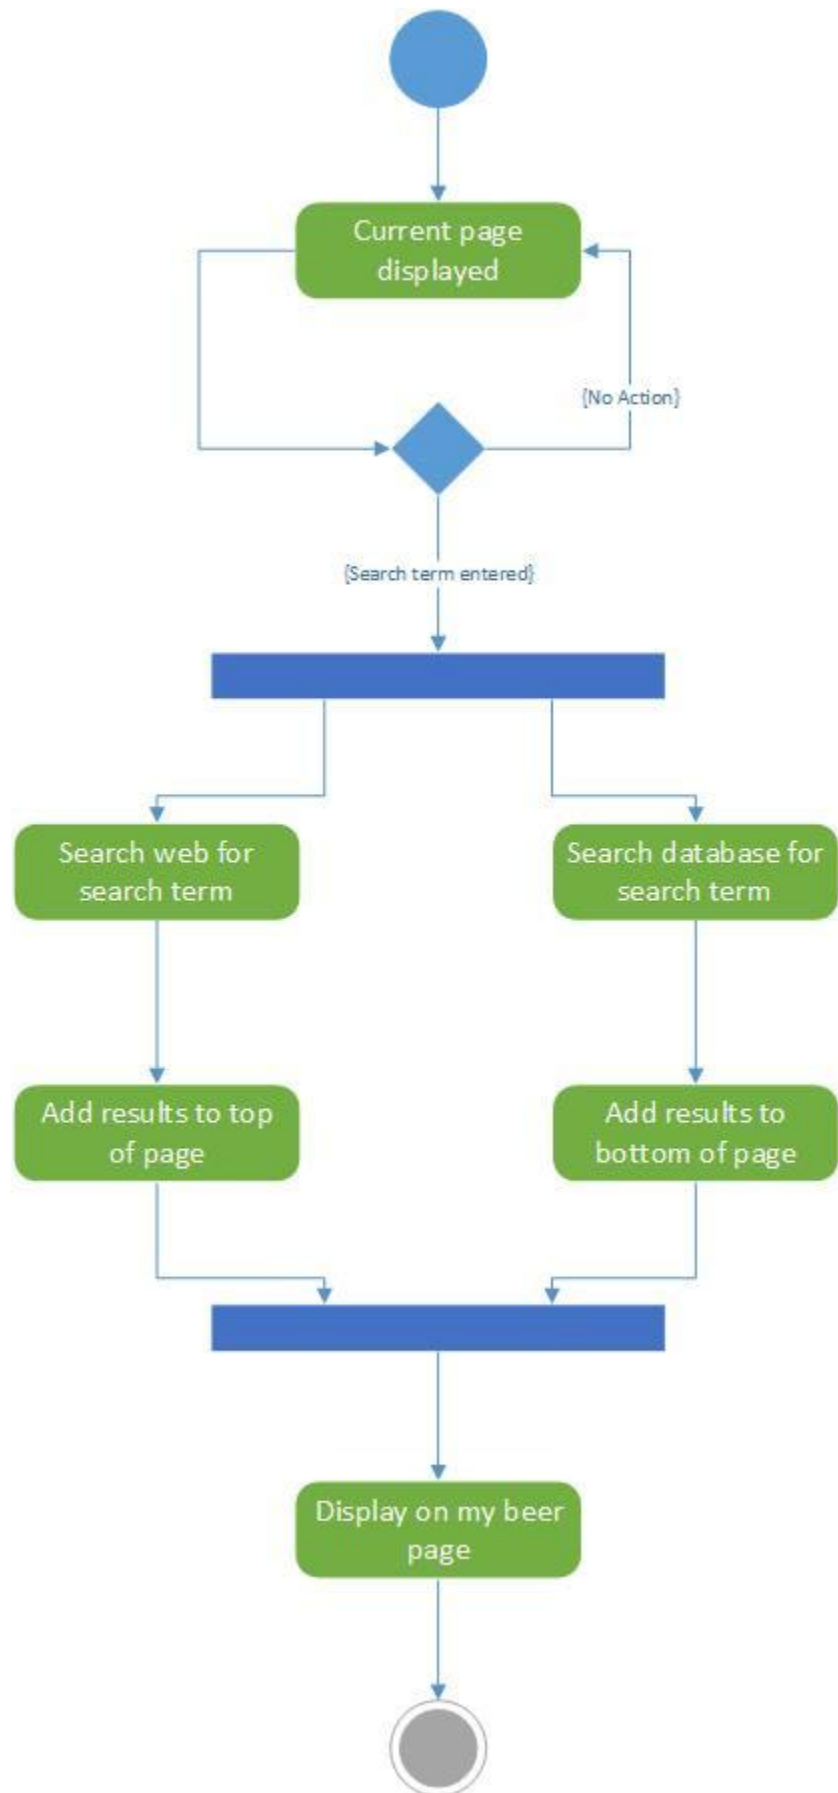 Current page
displayed
{No Action}
{Search term entered}
Search web for
search term
Search database for
search term
Add results to top
of page
Add results to
bottom of page
Display on my beer
page